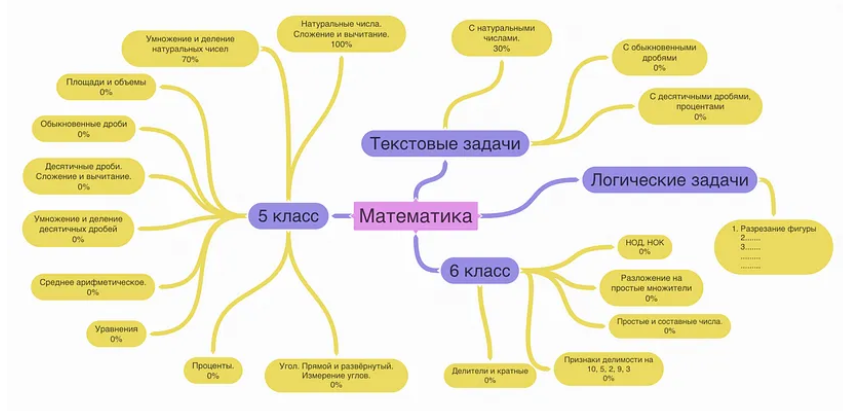 Натуральные числа.
Сложение и вычитание.
100%
Умножение и деление
натуральных чисел
70%
Площади и объемы
0%
Обыкновенные дроби
0%
Десятичные дроби.
Сложение и вычитание.
0%
Умножение и деление
десятичных дробей
0%
Среднее арифметическое.
0%
Уравнения
0%
Проценты.
0%
Угол. Прямой и развёрнутый.
Измерение углов.
0%
5 класс
Математика
Текстовые задачи
С натуральными
числами.
30%
С обыкновенными
дробями
0%
С десятичными дробями,
процентами
0%
Логические задачи
1. Разрезание фигуры
2.......
3.......
.........
.........
6 класс
НОД, НОК
0%
Разложение на
простые множители
0%
Простые и составные числа.
0%
Признаки делимости на
10, 5, 2, 9, 3
0%
Делители и кратные
0%